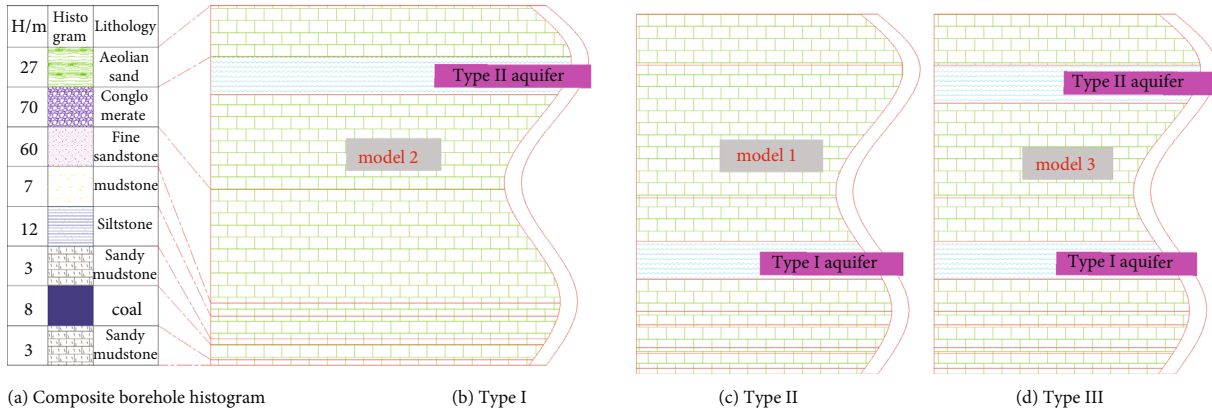 H/m
Histo
gram
Lithology
27
Aeolian
sand
70
Conglo
merate
60
Fine
sandstone
7
mudstone
12
Siltstone
3
Sandy
mudstone
8
coal
3
Sandy
mudstone
(a) Composite borehole histogram
Type II aquifer
model 2
(b) Type I
model 1
Type I aquifer
(c) Type II
Type II aquifer
model 3
Type I aquifer
(d) Type III